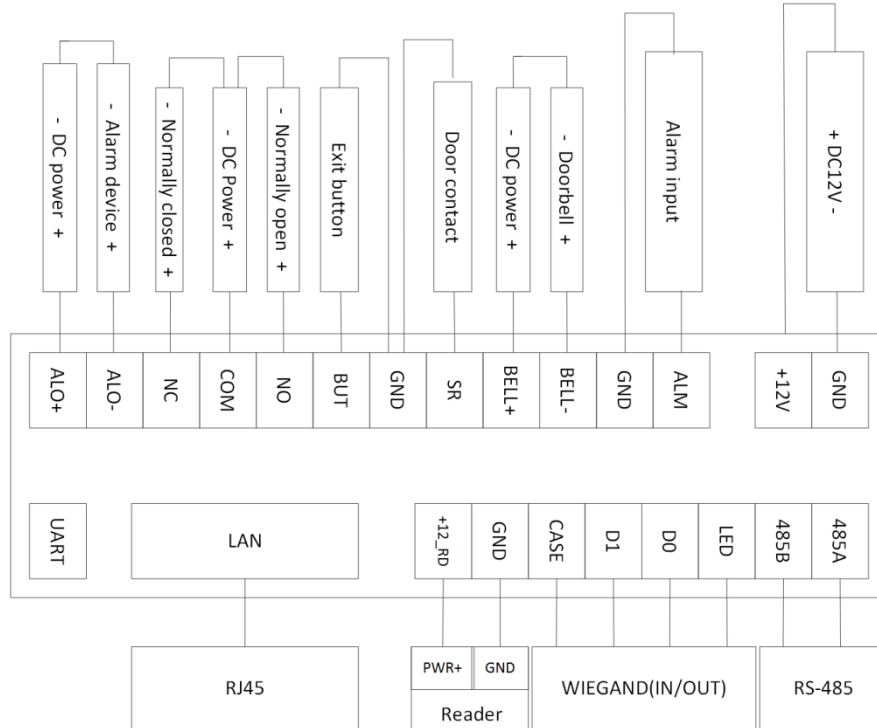 - DC power +
- Alarm device +
- Normally closed +
- DC Power +
- Normally open +
Exit button
Door contact
- DC power +
- Doorbell +
Alarm input
+ DC12V -
ALO+
ALO-
NC
COM
NO
BUT
GND
SR
BELL+
BELL-
GND
ALM
+12V
GND
UART
LAN
+12_RD
GND
CASE
D1
D0
LED
485B
485A
RJ45
PWR+
GND
Reader
WIEGAND(IN/OUT)
RS-485